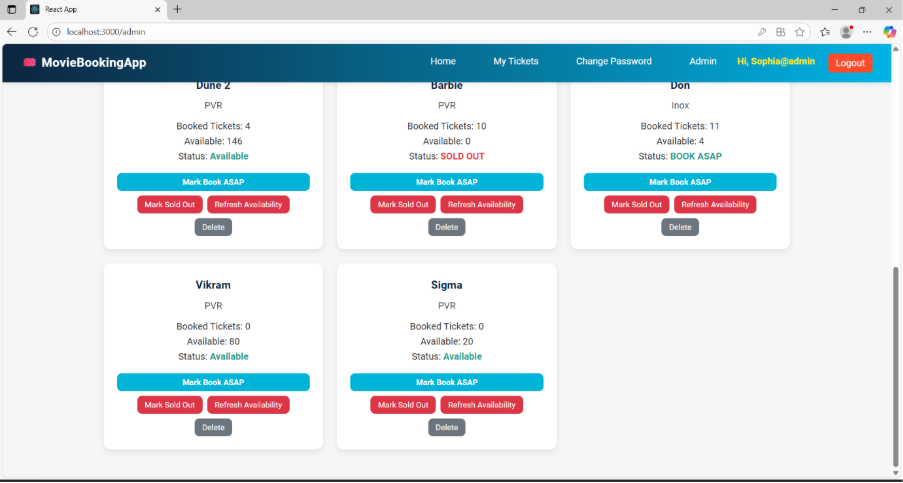 React App
localhost:3000/admin
MovieBookingApp Home My Tickets Change Password Admin Hi, Sophia@admin Logout
Dune 2
PVR
Booked Tickets: 4
Available: 146
Status: Available
Mark Book ASAP
Mark Sold Out Refresh Availability
Delete
Barbie
PVR
Booked Tickets: 10
Available: 0
Status: SOLD OUT
Mark Book ASAP
Mark Sold Out Refresh Availability
Delete
Don
Inox
Booked Tickets: 11
Available: 4
Status: BOOK ASAP
Mark Book ASAP
Mark Sold Out Refresh Availability
Delete
Vikram
PVR
Booked Tickets: 0
Available: 80
Status: Available
Mark Book ASAP
Mark Sold Out Refresh Availability
Delete
Sigma
PVR
Booked Tickets: 0
Available: 20
Status: Available
Mark Book ASAP
Mark Sold Out Refresh Availability
Delete